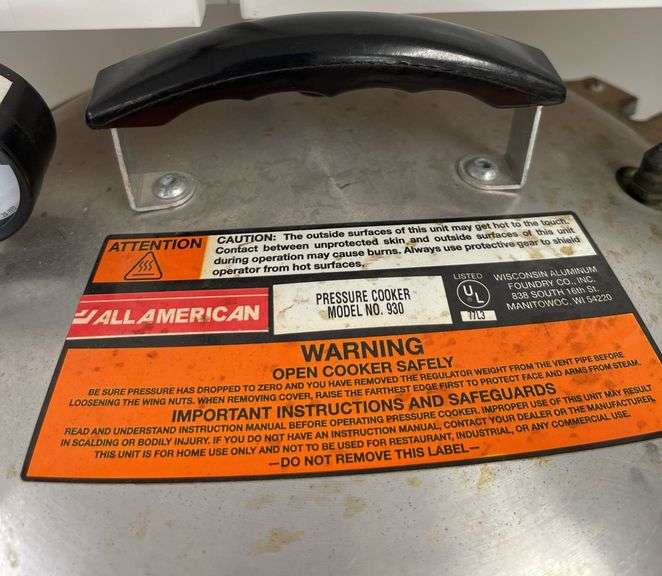 ATTENTION
CAUTION: The outside surfaces of this unit may get hot to the touch.
Contact between unprotected skin and outside surfaces of this unit
during operation may cause burns. Always use protective gear to shield
operator from hot surfaces.
ALL AMERICAN
PRESSURE COOKER
MODEL NO. 930
LISTED
UL
77L3
WISCONSIN ALUMINUM
FOUNDRY CO., INC.
838 SOUTH 16th ST.
MANITOWOC, WI 54220
WARNING
OPEN COOKER SAFELY
BE SURE PRESSURE HAS DROPPED TO ZERO AND YOU HAVE REMOVED THE REGULATOR WEIGHT FROM THE VENT PIPE BEFORE
LOOSENING THE WING NUTS. WHEN REMOVING COVER, RAISE THE FARTHEST EDGE FIRST TO PROTECT FACE AND ARMS FROM STEAM.
IMPORTANT INSTRUCTIONS AND SAFEGUARDS
READ AND UNDERSTAND INSTRUCTION MANUAL BEFORE OPERATING PRESSURE COOKER. IMPROPER USE OF THIS UNIT MAY RESULT
IN SCALDING OR BODILY INJURY. IF YOU DO NOT HAVE AN INSTRUCTION MANUAL, CONTACT YOUR DEALER OR THE MANUFACTURER.
THIS UNIT IS FOR HOME USE ONLY AND NOT TO BE USED FOR RESTAURANT, INDUSTRIAL, OR ANY COMMERCIAL USE.
—DO NOT REMOVE THIS LABEL—